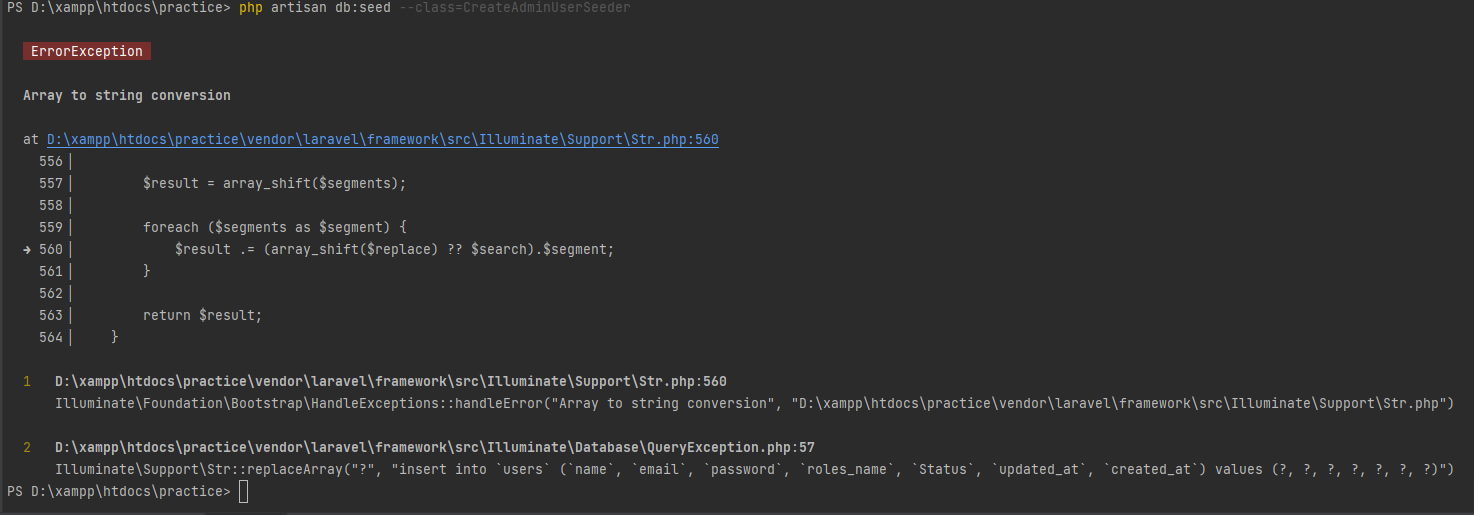 PS D:\xampp\htdocs\practice> php artisan db:seed --class=CreateAdminUserSeeder
ErrorException
Array to string conversion
at D:\xampp\htdocs\practice\vendor\laravel\framework\src\Illuminate\Support\Str.php:560
556|
557|         $result = array_shift($segments);
558|
559|         foreach ($segments as $segment) {
➜ 560|             $result .= (array_shift($replace) ?? $search).$segment;
561|         }
562|
563|         return $result;
564|     }
1   D:\xampp\htdocs\practice\vendor\laravel\framework\src\Illuminate\Support\Str.php:560
Illuminate\Foundation\Bootstrap\HandleExceptions::handleError("Array to string conversion", "D:\xampp\htdocs\practice\vendor\laravel\framework\src\Illuminate\Support\Str.php")
2   D:\xampp\htdocs\practice\vendor\laravel\framework\src\Illuminate\Database\QueryException.php:57
Illuminate\Support\Str::replaceArray("?", "insert into `users` (`name`, `email`, `password`, `roles_name`, `Status`, `updated_at`, `created_at`) values (?, ?, ?, ?, ?, ?, ?)")
PS D:\xampp\htdocs\practice>